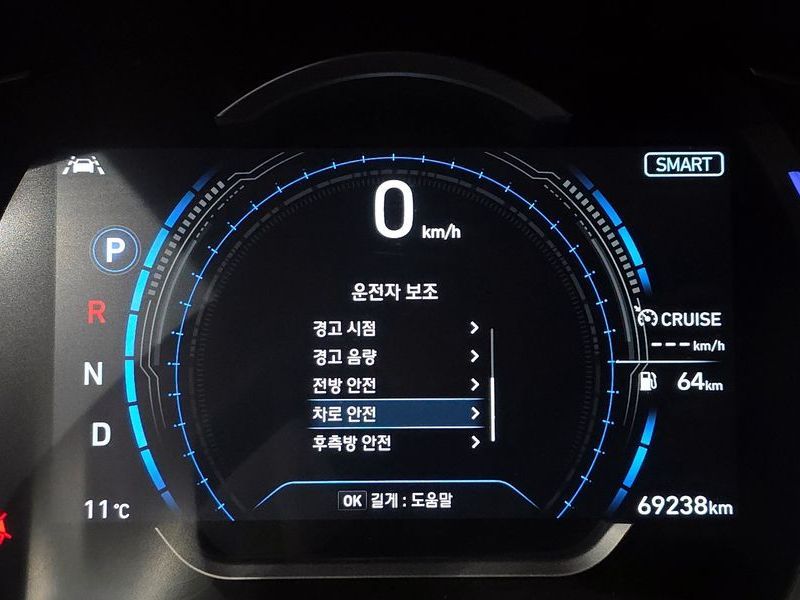 SMART
0 km/h
P
R
N
D
운전자 보조
경고 시점
경고 음량
전방 안전
차로 안전
후측방 안전
OK 길게 : 도움말
CRUISE
---km/h
64km
11°C
69238km